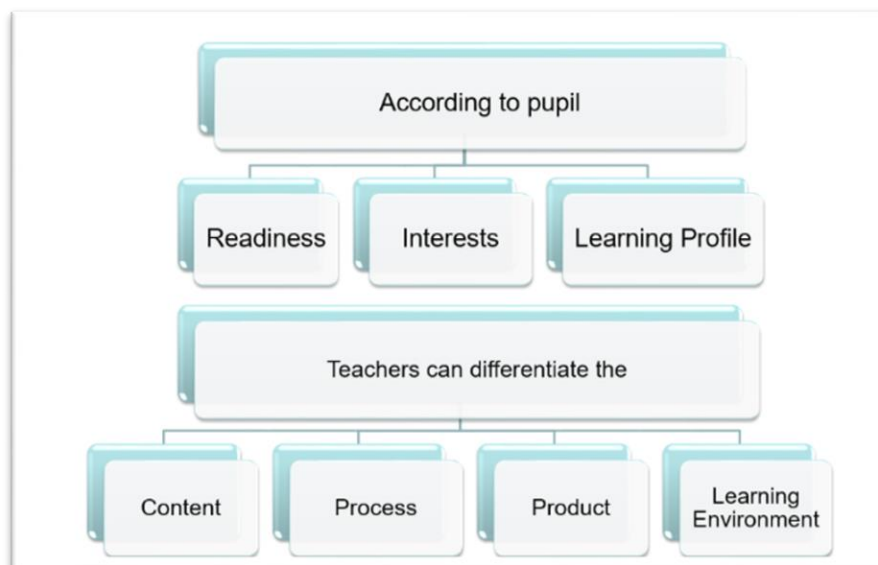 According to pupil
Readiness
Interests
Learning Profile
Teachers can differentiate the
Content
Process
Product
Learning
Environment